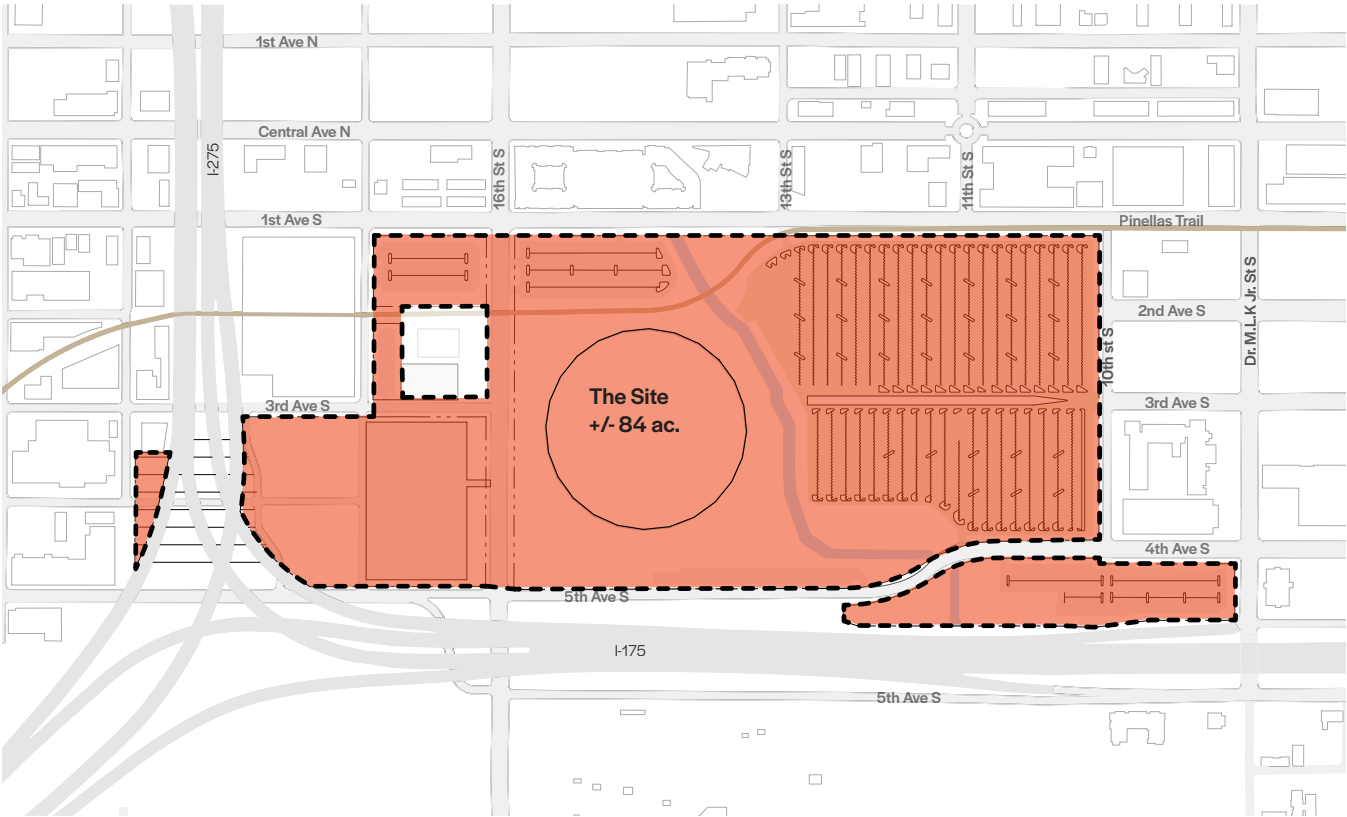 1st Ave N
Central Ave N
I-275
16th St S
13th St S
11th St S
1st Ave S
Pinellas Trail
2nd Ave S
Dr. M.L.K Jr. St S
10th st S
The Site
+/- 84 ac.
3rd Ave S
3rd Ave S
4th Ave S
5th Ave S
I-175
5th Ave S